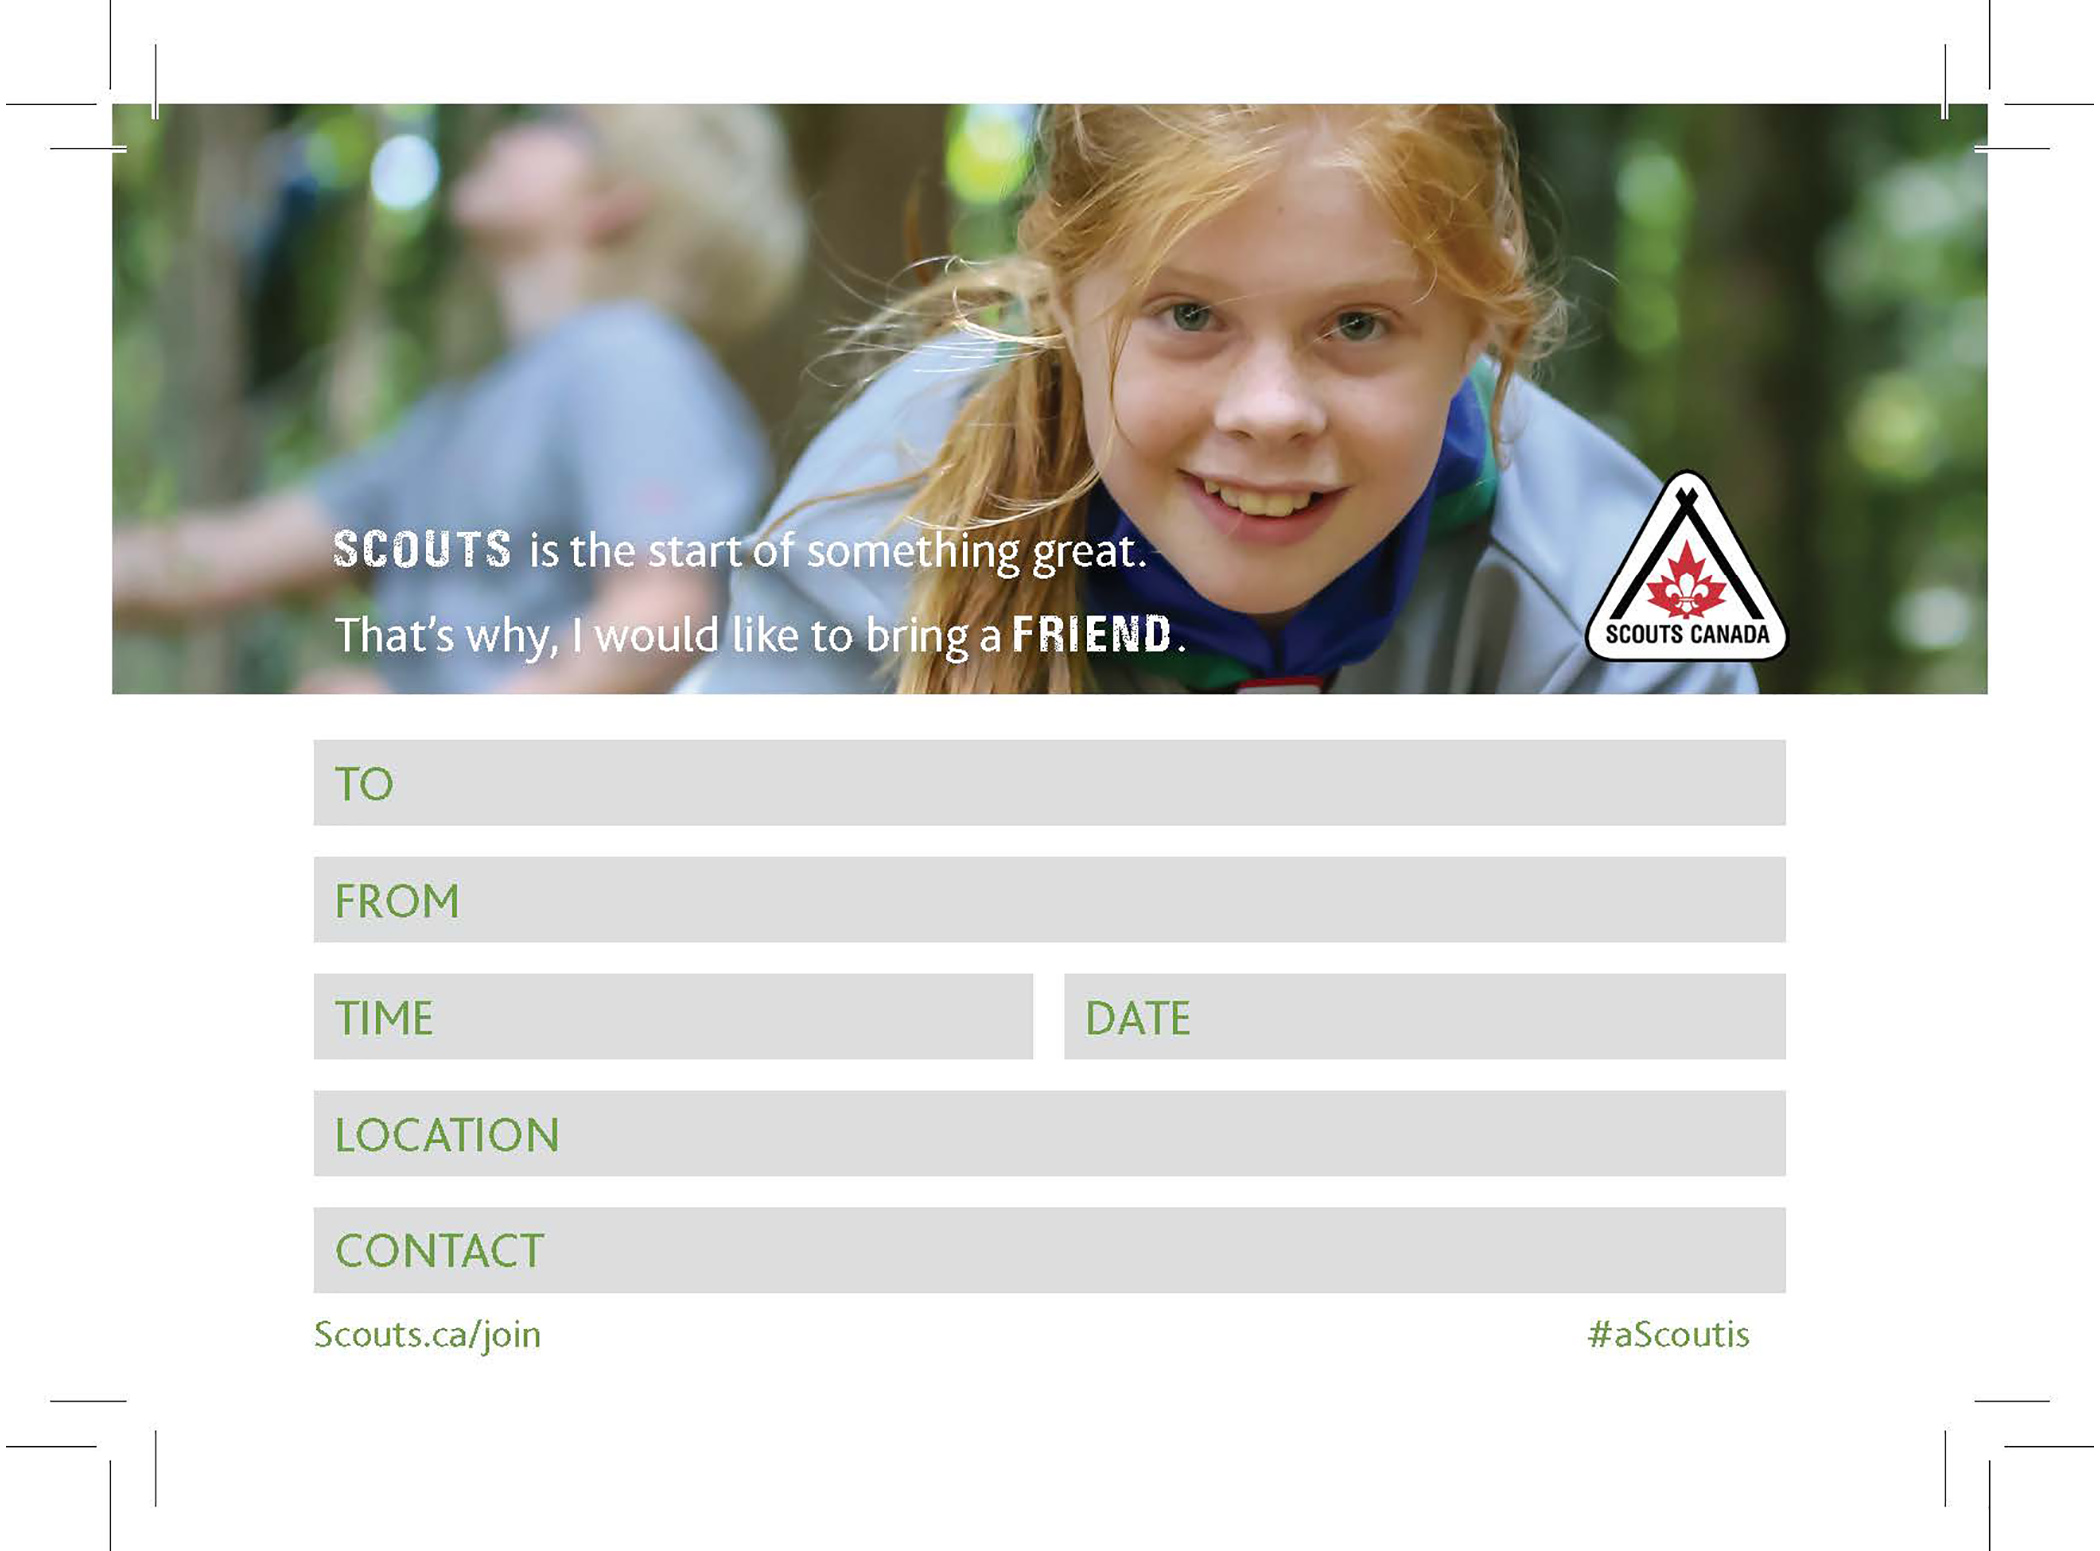 SCOUTS is the start of something great.
That's why, I would like to bring a FRIEND.
SCOUTS CANADA
TO
FROM
TIME
DATE
LOCATION
CONTACT
Scouts.ca/join
#aScoutis